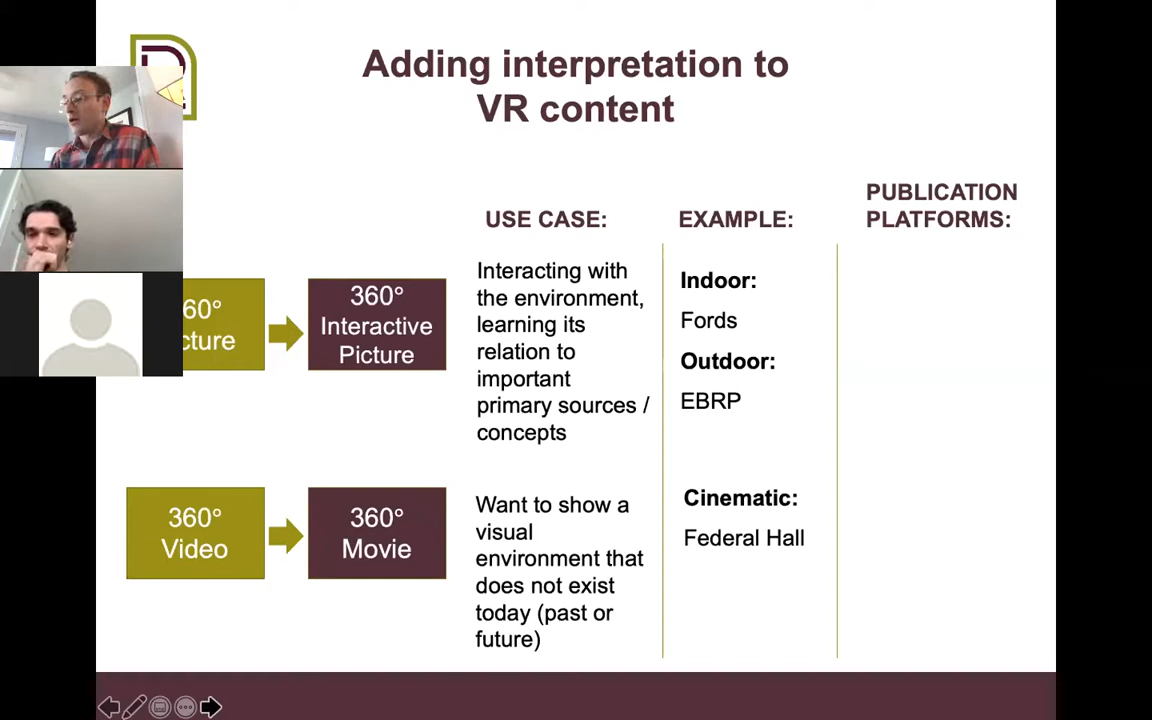 Adding interpretation to
VR content
USE CASE:
EXAMPLE:
PUBLICATION
PLATFORMS:
60°
cture
360°
Interactive
Picture
Interacting with
the environment,
learning its
relation to
important
primary sources /
concepts
Indoor:
Fords
Outdoor:
EBRP
360°
Video
360°
Movie
Want to show a
visual
environment that
does not exist
today (past or
future)
Cinematic:
Federal Hall